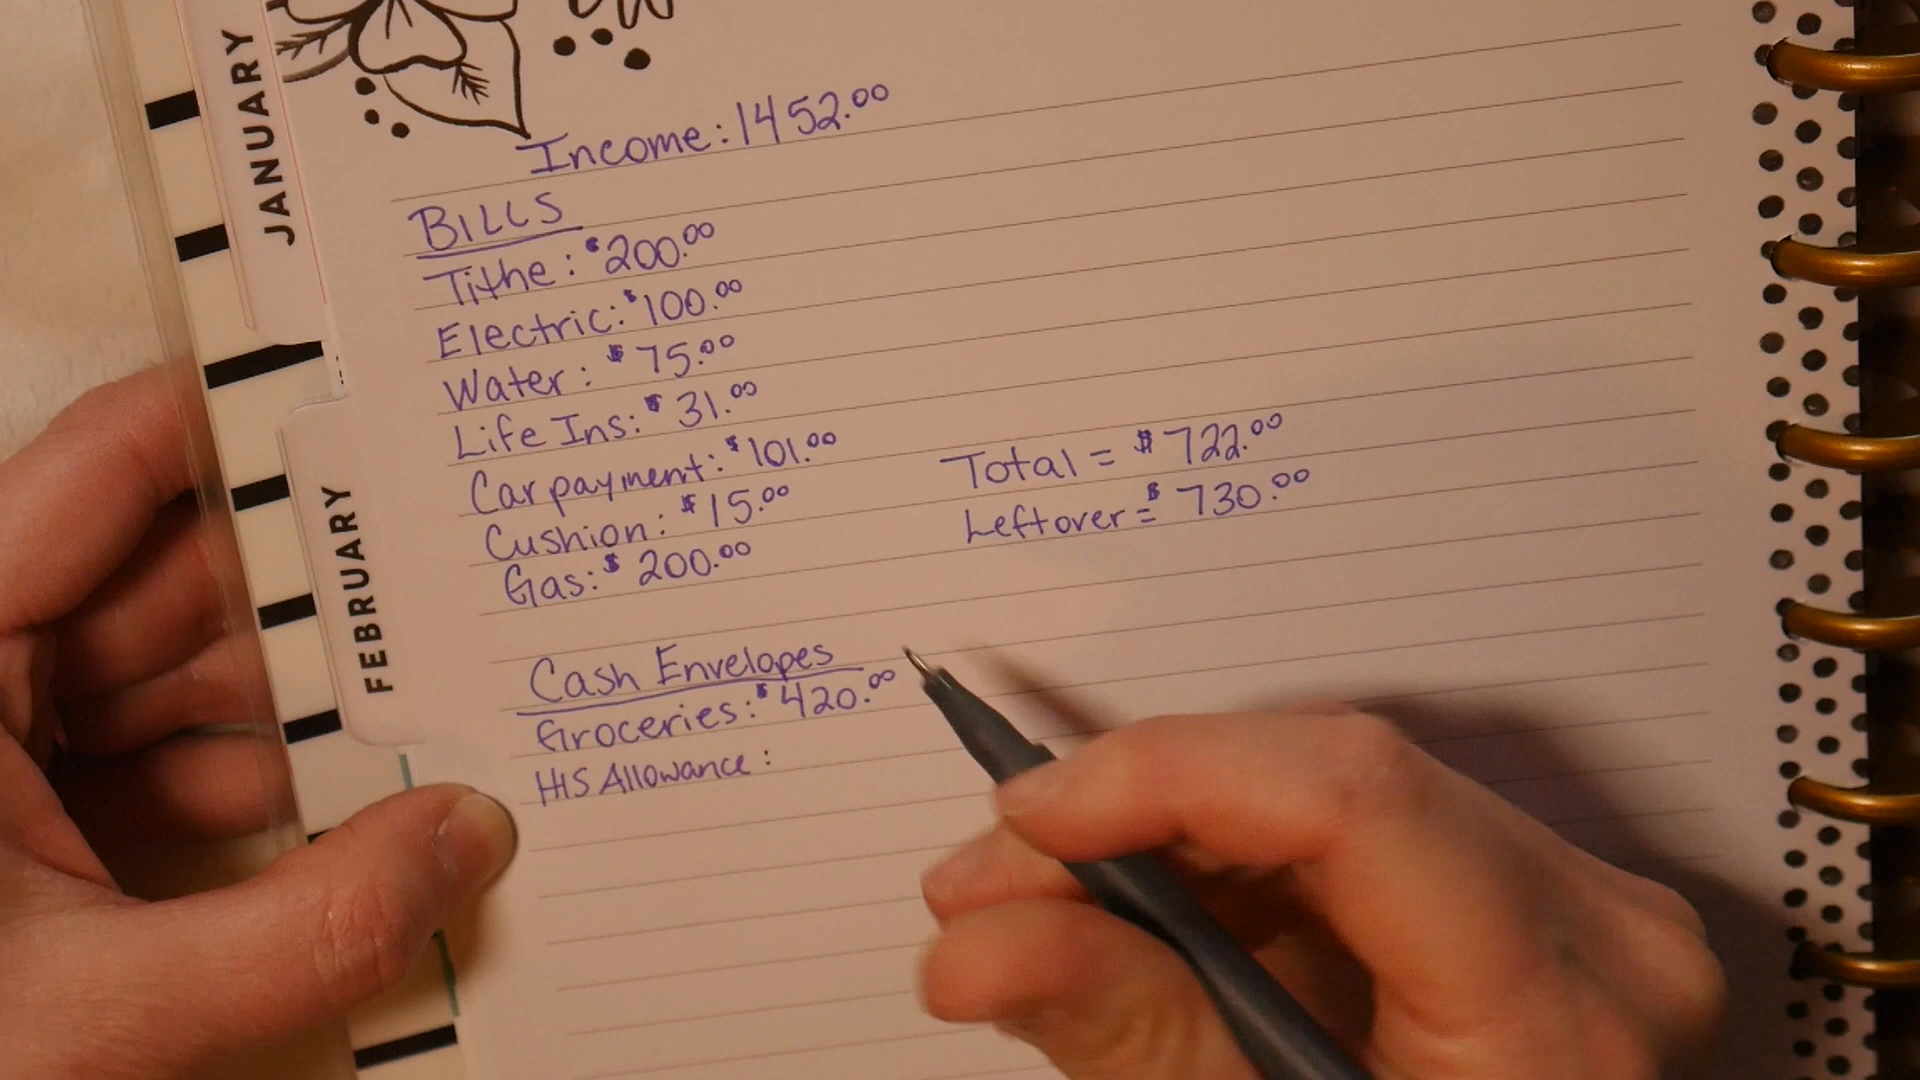 JANUARY
FEBRUARY
Income: 1452.00
BILLS
Tithe: $200.00
Electric: $100.00
Water: $75.00
Life Ins: $31.00
Car payment: $101.00
Cushion: $15.00
Gas: $200.00
Total = $722.00
Leftover = $730.00
Cash Envelopes
Groceries: $420.00
HIS Allowance: